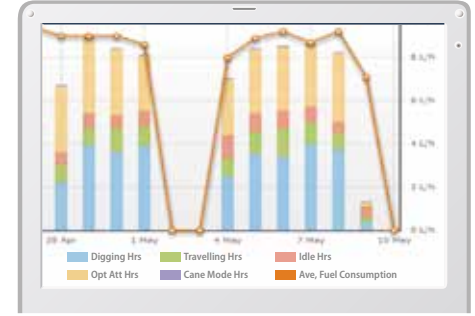 8 L/h
6 L/h
4 L/h
0 L/h
28 Apr 1 May 4 May 7 May 10 May
Digging Hrs Travelling Hrs Idle Hrs
Opt Att Hrs Cane Mode Hrs Ave, Fuel Consumption